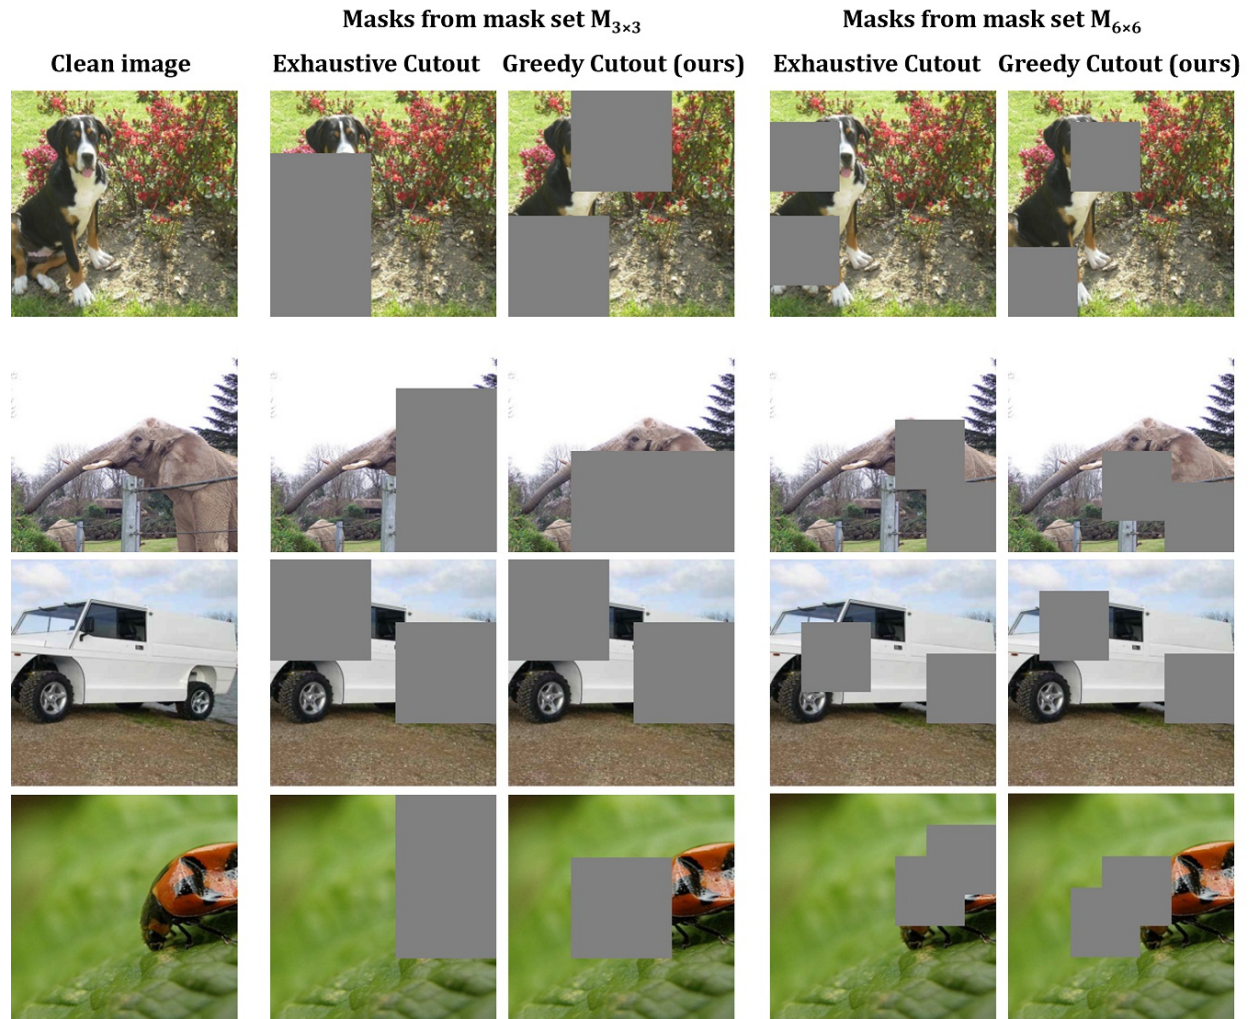 Masks from mask set M3×3
Masks from mask set M6×6
Clean image
Exhaustive Cutout
Greedy Cutout (ours)
Exhaustive Cutout
Greedy Cutout (ours)